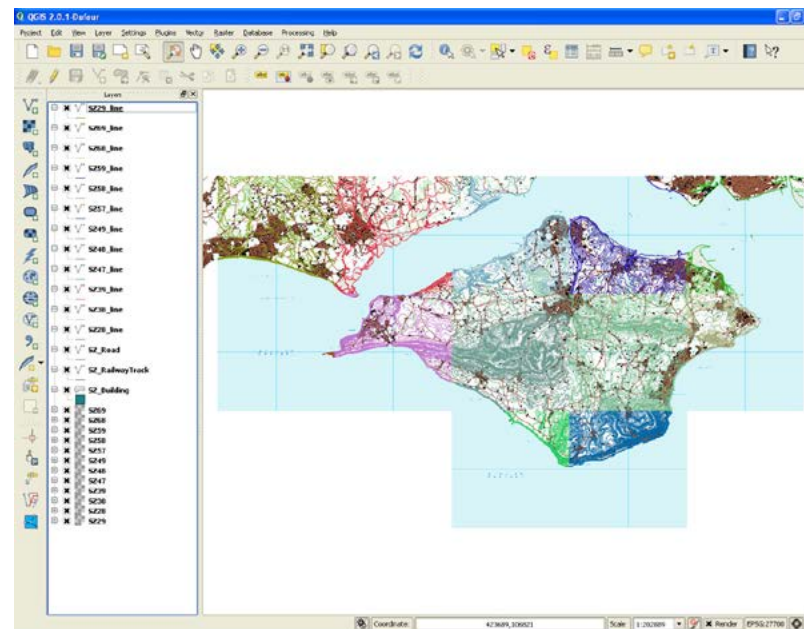 QGIS 2.0.1-Dufour
Project Edit View Layer Settings Plugins Vector Raster Database Processing Help
Layers
SZ29_line
SZ69_line
SZ68_line
SZ59_line
SZ58_line
SZ57_line
SZ49_line
SZ48_line
SZ47_line
SZ39_line
SZ38_line
SZ28_line
SZ_Road
SZ_RailwayTrack
SZ_Building
SZ69
SZ68
SZ59
SZ58
SZ57
SZ49
SZ48
SZ47
SZ39
SZ38
SZ28
SZ29
Coordinate: 423689,106821 Scale 1:282889 Render EPSG:27700